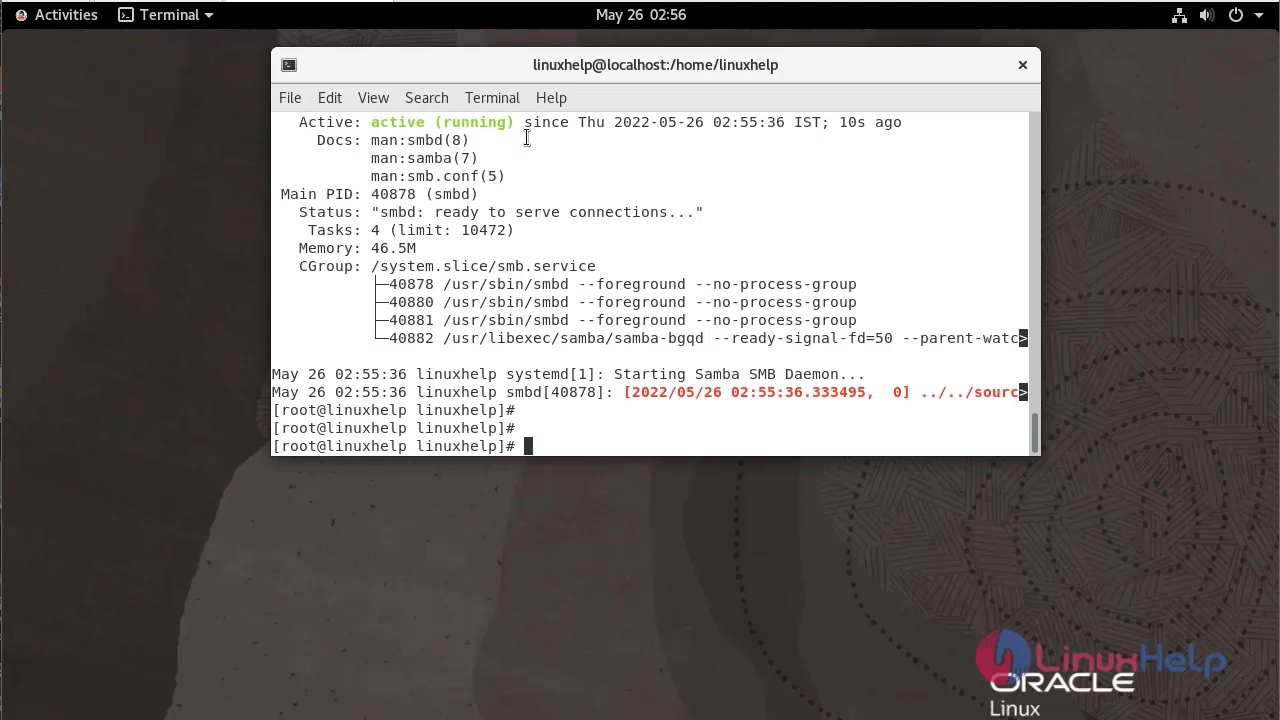 Activities Terminal May 26 02:56
linuxhelp@localhost:/home/linuxhelp
File Edit View Search Terminal Help
Active: active (running) since Thu 2022-05-26 02:55:36 IST; 10s ago
Docs: man:smbd(8)
man:samba(7)
man:smb.conf(5)
Main PID: 40878 (smbd)
Status: "smbd: ready to serve connections..."
Tasks: 4 (limit: 10472)
Memory: 46.5M
CGroup: /system.slice/smb.service
├─40878 /usr/sbin/smbd --foreground --no-process-group
├─40880 /usr/sbin/smbd --foreground --no-process-group
├─40881 /usr/sbin/smbd --foreground --no-process-group
└─40882 /usr/libexec/samba/samba-bgqd --ready-signal-fd=50 --parent-watc>
May 26 02:55:36 linuxhelp systemd[1]: Starting Samba SMB Daemon...
May 26 02:55:36 linuxhelp smbd[40878]: [2022/05/26 02:55:36.333495,  0] ../../sourc>
[root@linuxhelp linuxhelp]#
[root@linuxhelp linuxhelp]#
[root@linuxhelp linuxhelp]#
LinuxHelp
ORACLE
Linux